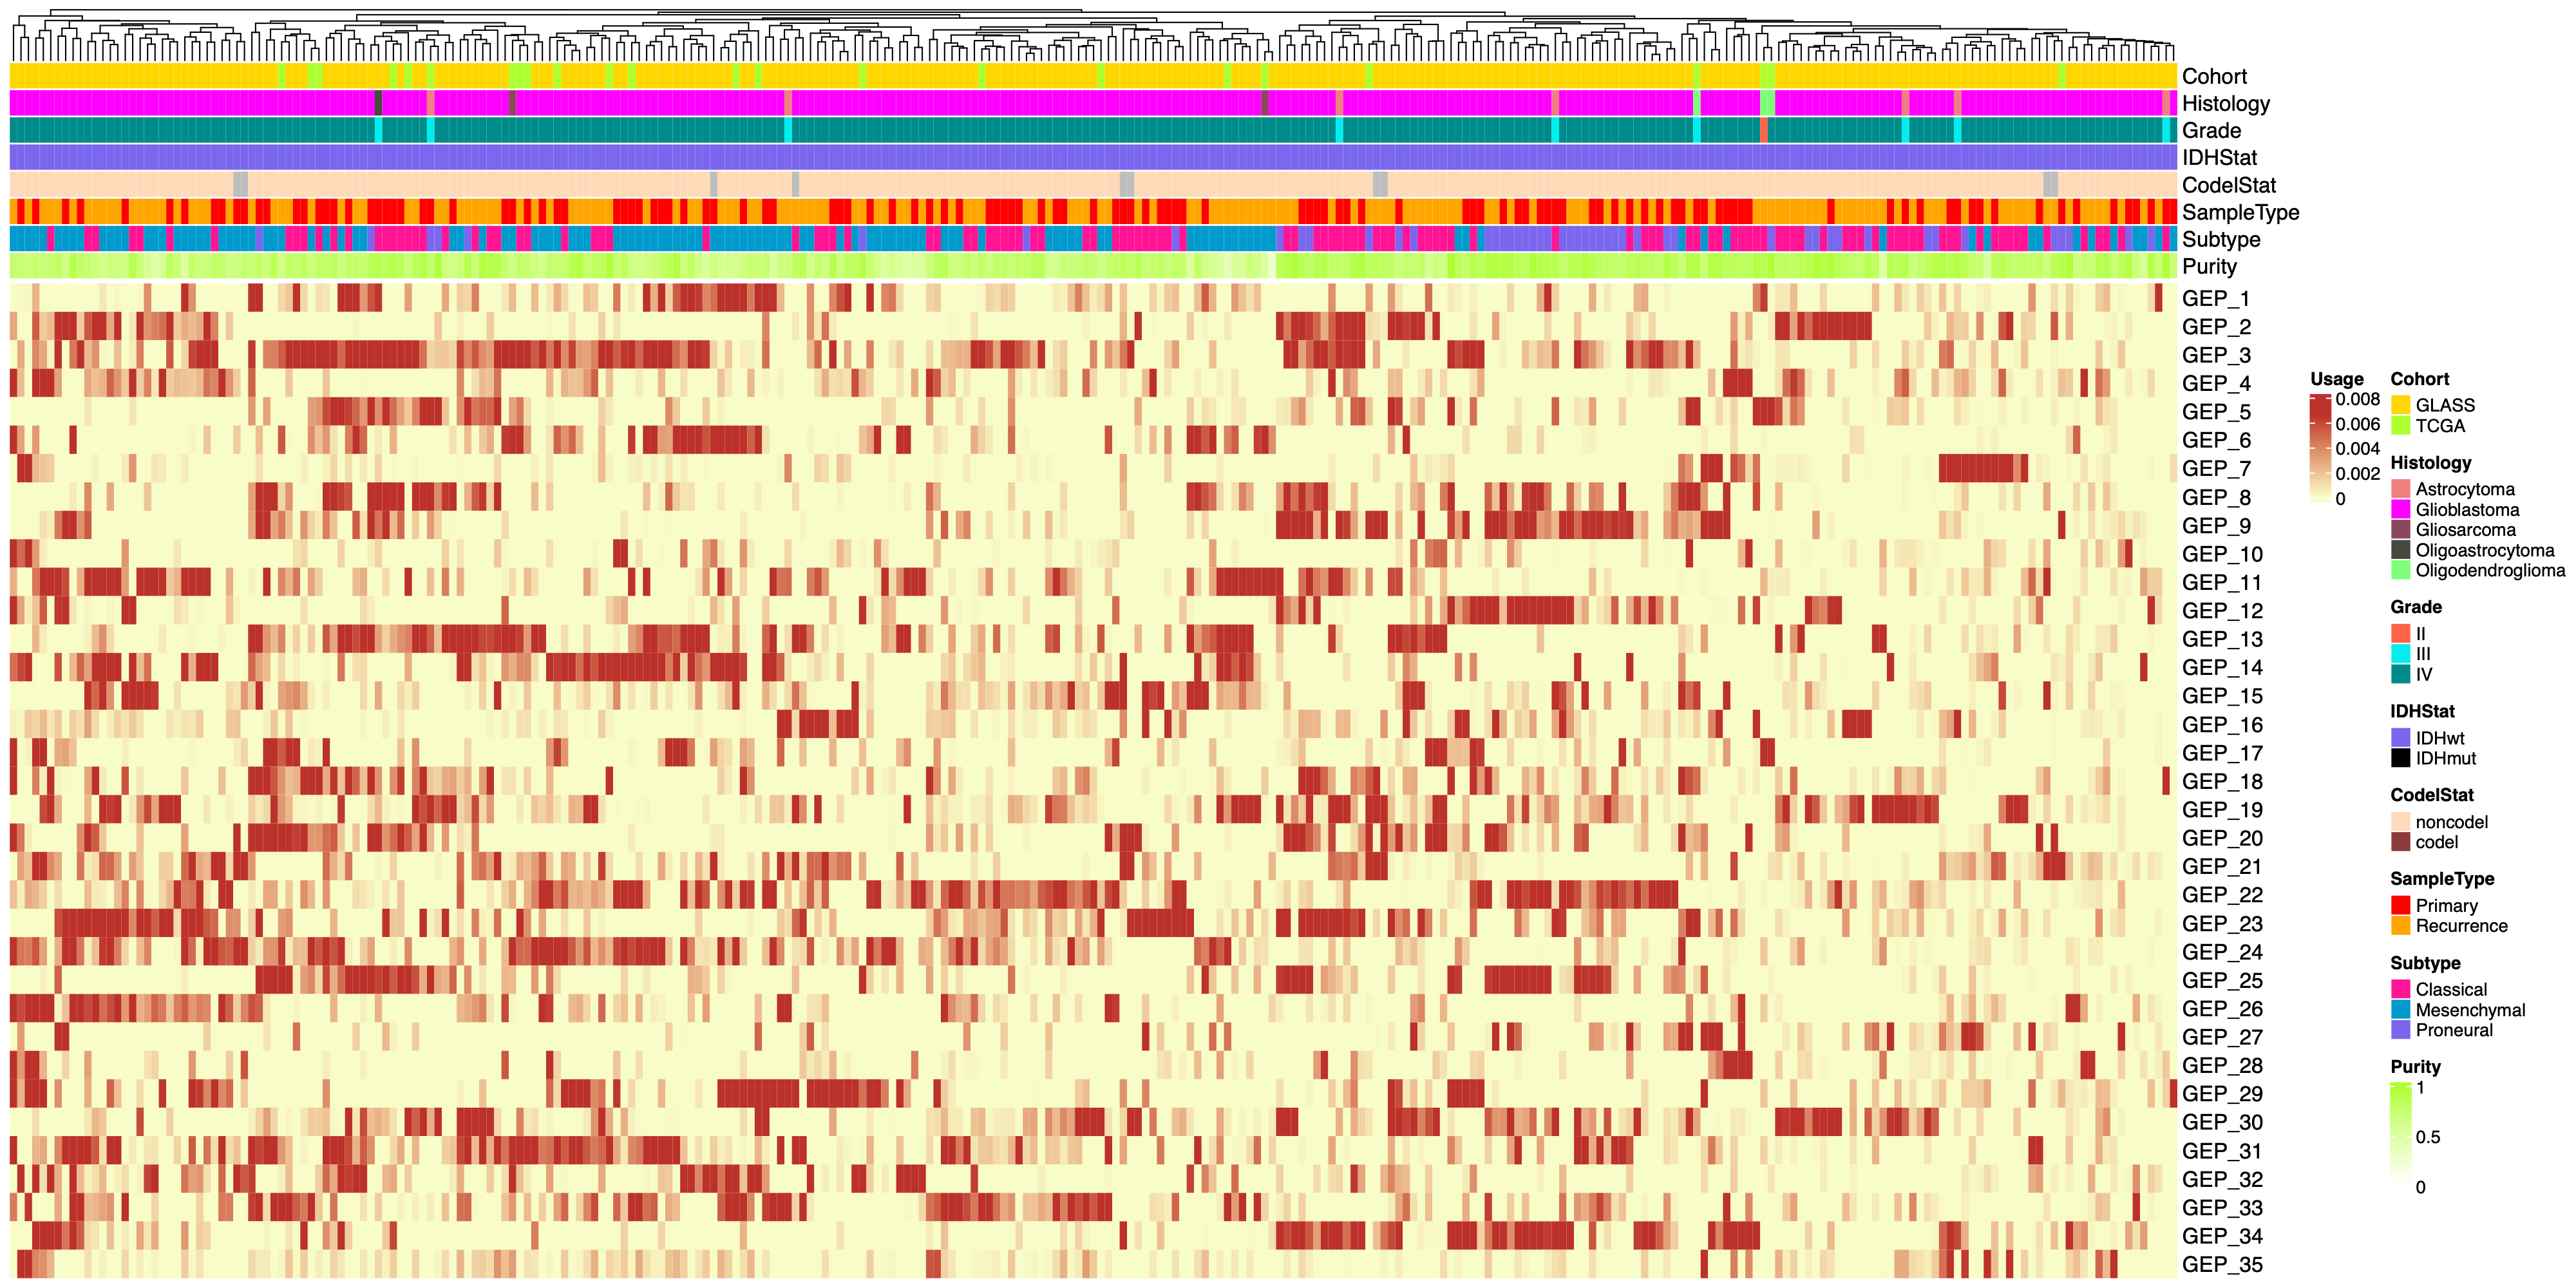 Cohort
Histology
Grade
IDHStat
CodelStat
SampleType
Subtype
Purity
GEP_1
GEP_2
GEP_3
GEP_4
GEP_5
GEP_6
GEP_7
GEP_8
GEP_9
GEP_10
GEP_11
GEP_12
GEP_13
GEP_14
GEP_15
GEP_16
GEP_17
GEP_18
GEP_19
GEP_20
GEP_21
GEP_22
GEP_23
GEP_24
GEP_25
GEP_26
GEP_27
GEP_28
GEP_29
GEP_30
GEP_31
GEP_32
GEP_33
GEP_34
GEP_35
Usage
0.008
0.006
0.004
0.002
0
Cohort
GLASS
TCGA
Histology
Astrocytoma
Glioblastoma
Gliosarcoma
Oligoastrocytoma
Oligodendroglioma
Grade
II
III
IV
IDHStat
IDHwt
IDHmut
CodelStat
noncodel
codel
SampleType
Primary
Recurrence
Subtype
Classical
Mesenchymal
Proneural
Purity
1
0.5
0